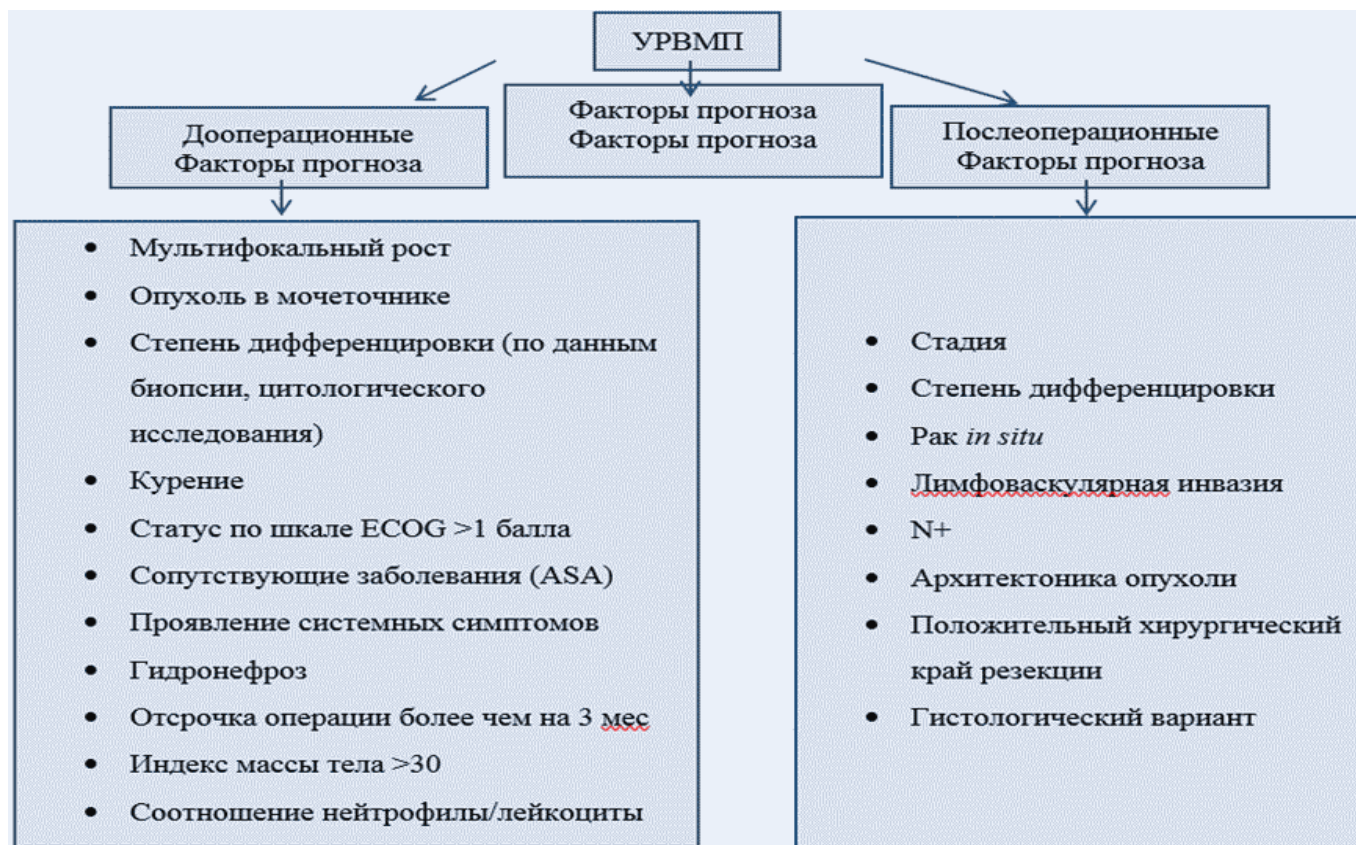 УРВМП
Факторы прогноза
Факторы прогноза
Дооперационные
Факторы прогноза
Послеоперационные
Факторы прогноза
• Мультифокальный рост
• Опухоль в мочеточнике
• Степень дифференцировки (по данным
биопсии, цитологического
исследования)
• Курение
• Статус по шкале ECOG >1 балла
• Сопутствующие заболевания (ASA)
• Проявление системных симптомов
• Гидронефроз
• Отсрочка операции более чем на 3 мес
• Индекс массы тела >30
• Соотношение нейтрофилы/лейкоциты
• Стадия
• Степень дифференцировки
• Рак in situ
• Лимфоваскулярная инвазия
• N+
• Архитектоника опухоли
• Положительный хирургический
край резекции
• Гистологический вариант